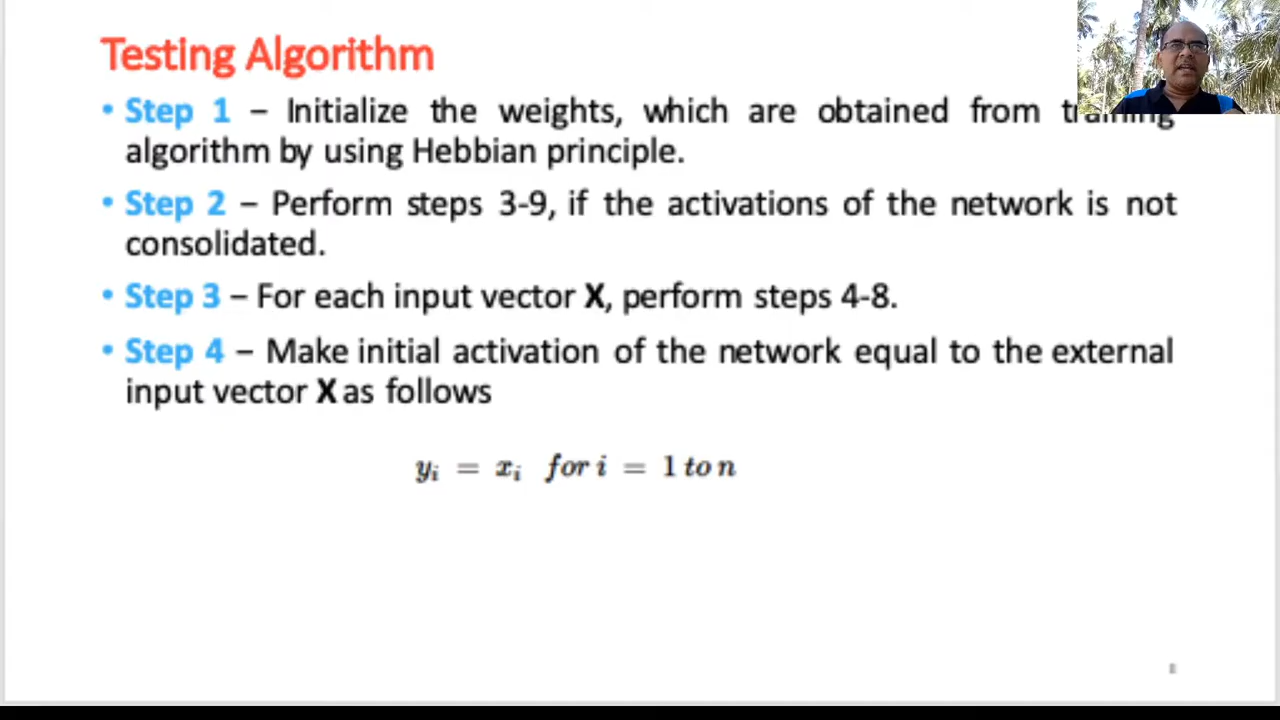 Testing Algorithm
• Step 1 – Initialize the weights, which are obtained from training
algorithm by using Hebbian principle.
• Step 2 – Perform steps 3-9, if the activations of the network is not
consolidated.
• Step 3 – For each input vector X, perform steps 4-8.
• Step 4 – Make initial activation of the network equal to the external
input vector X as follows
yᵢ = xᵢ for i = 1 to n